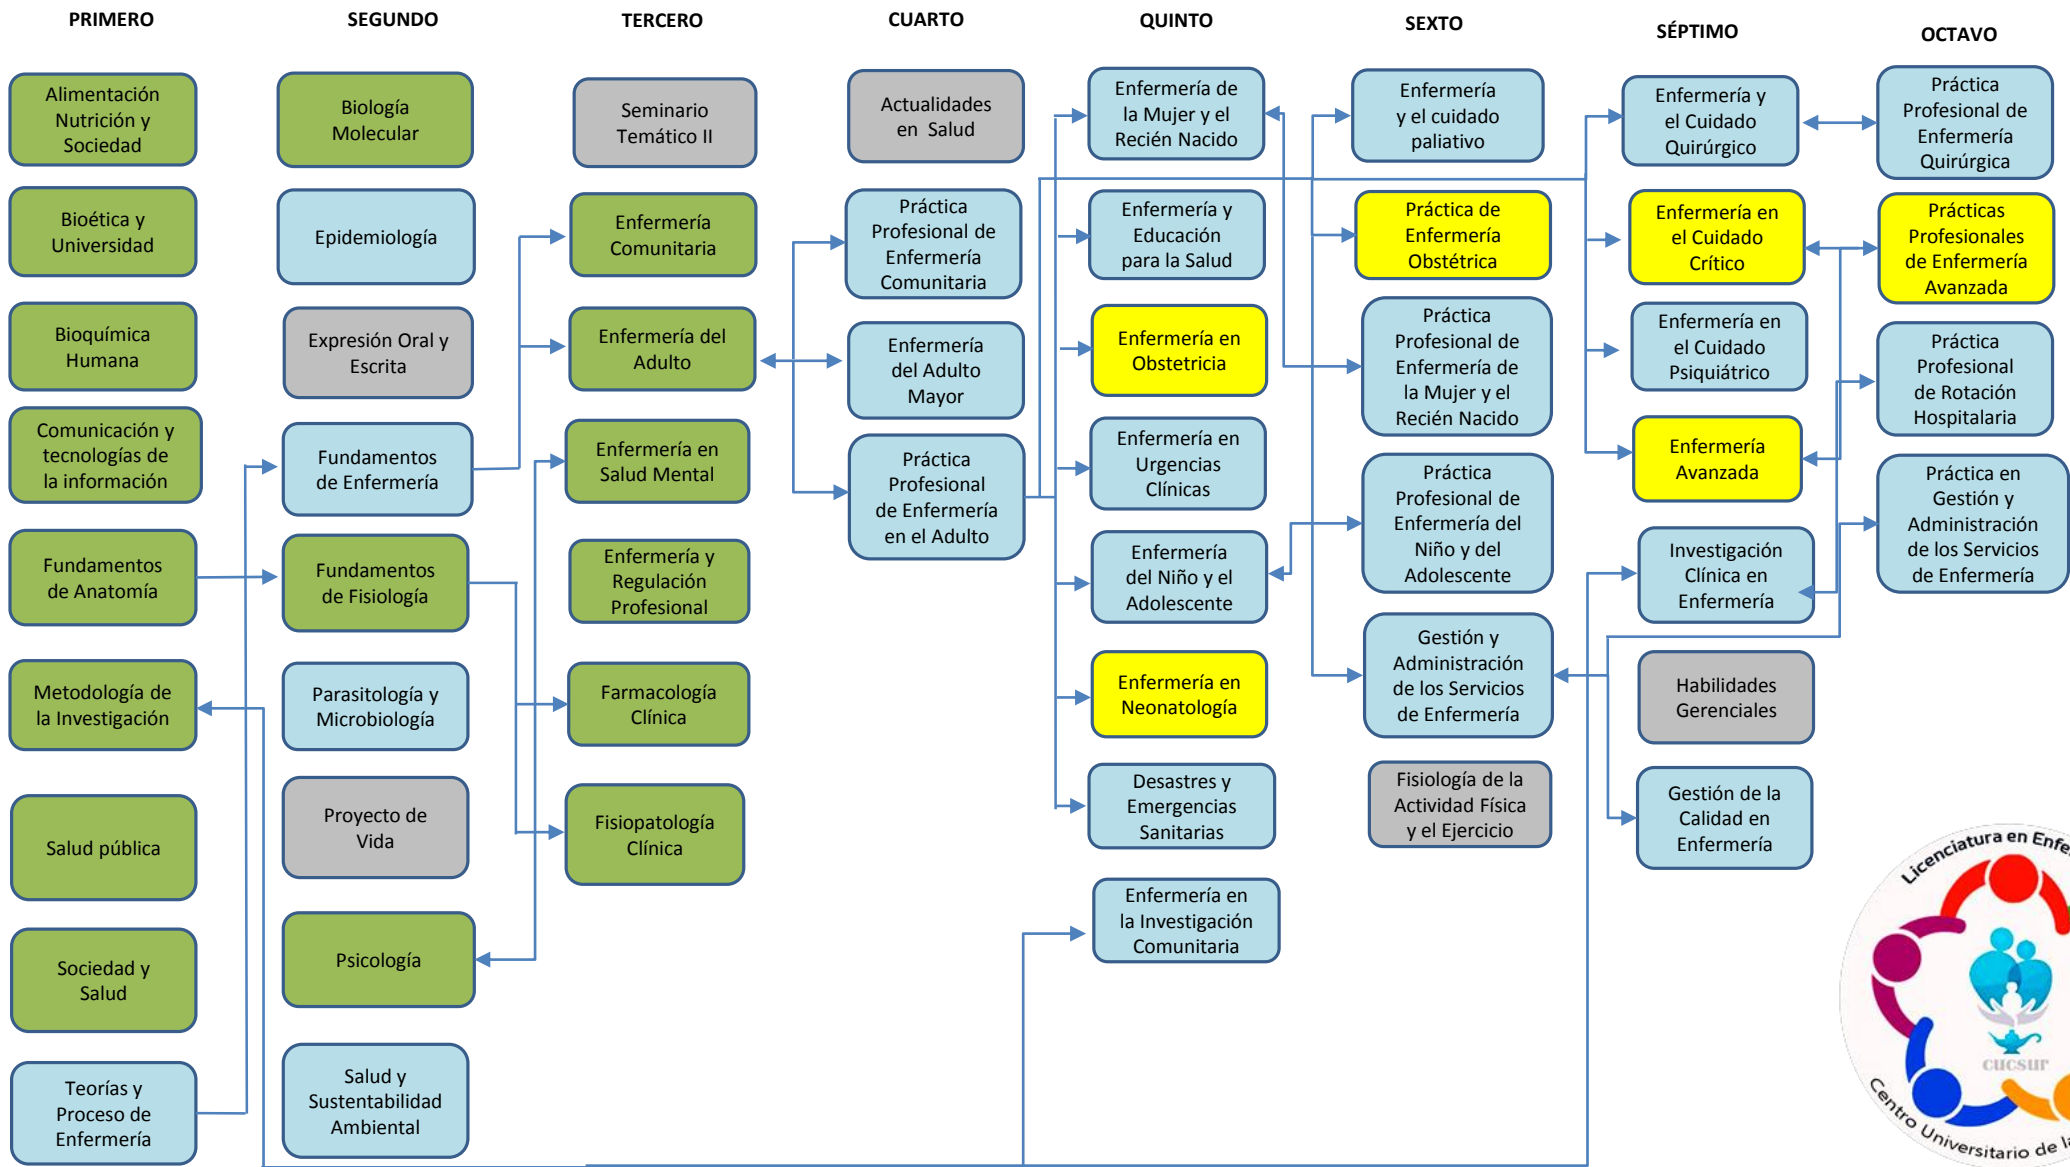 PRIMERO
SEGUNDO
TERCERO
CUARTO
QUINTO
SEXTO
SÉPTIMO
OCTAVO
Alimentación
Nutrición y
Sociedad
Bioética y
Universidad
Bioquímica
Humana
Comunicación y
tecnologías de
la información
Fundamentos
de Anatomía
Metodología de
la Investigación
Salud pública
Sociedad y
Salud
Teorías y
Proceso de
Enfermería
Biología
Molecular
Epidemiología
Expresión Oral y
Escrita
Fundamentos
de Enfermería
Fundamentos
de Fisiología
Parasitología y
Microbiología
Proyecto de
Vida
Psicología
Salud y
Sustentabilidad
Ambiental
Seminario
Temático II
Enfermería
Comunitaria
Enfermería del
Adulto
Enfermería en
Salud Mental
Enfermería y
Regulación
Profesional
Farmacología
Clínica
Fisiopatología
Clínica
Actualidades
en Salud
Práctica
Profesional de
Enfermería
Comunitaria
Enfermería
del Adulto
Mayor
Práctica
Profesional
de Enfermería
en el Adulto
Enfermería de
la Mujer y el
Recién Nacido
Enfermería y
Educación
para la Salud
Enfermería en
Obstetricia
Enfermería en
Urgencias
Clínicas
Enfermería
del Niño y el
Adolescente
Enfermería en
Neonatología
Desastres y
Emergencias
Sanitarias
Enfermería en
la Investigación
Comunitaria
Enfermería
y el cuidado
paliativo
Práctica de
Enfermería
Obstétrica
Práctica
Profesional de
Enfermería de
la Mujer y el
Recién Nacido
Práctica
Profesional de
Enfermería del
Niño y del
Adolescente
Gestión y
Administración
de los Servicios
de Enfermería
Fisiología de la
Actividad Física
y el Ejercicio
Enfermería y
el Cuidado
Quirúrgico
Enfermería en
el Cuidado
Crítico
Enfermería en
el Cuidado
Psiquiátrico
Enfermería
Avanzada
Investigación
Clínica en
Enfermería
Habilidades
Gerenciales
Gestión de la
Calidad en
Enfermería
Práctica
Profesional de
Enfermería
Quirúrgica
Prácticas
Profesionales
de Enfermería
Avanzada
Práctica
Profesional
de Rotación
Hospitalaria
Práctica en
Gestión y
Administración
de los Servicios
de Enfermería
Licenciatura en Enfe
cucsur
Centro Universitario de la